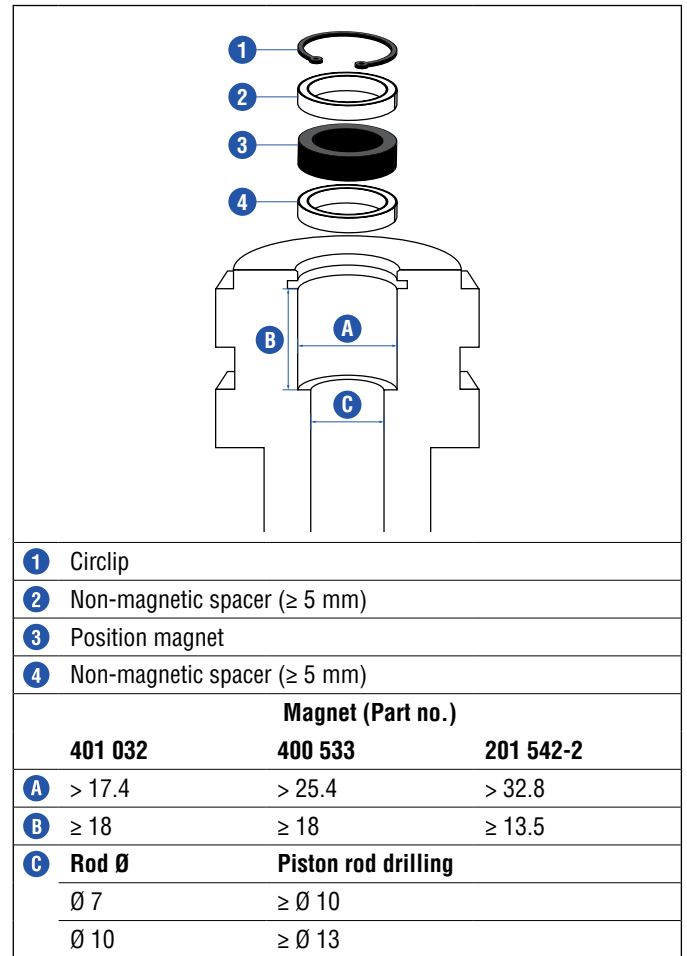 1
2
3
4
B
A
C
1 Circlip
2 Non-magnetic spacer (≥ 5 mm)
3 Position magnet
4 Non-magnetic spacer (≥ 5 mm)
Magnet (Part no.)
401 032 400 533 201 542-2
A > 17.4 > 25.4 > 32.8
B ≥ 18 ≥ 18 ≥ 13.5
C Rod Ø Piston rod drilling
Ø 7 ≥ Ø 10
Ø 10 ≥ Ø 13